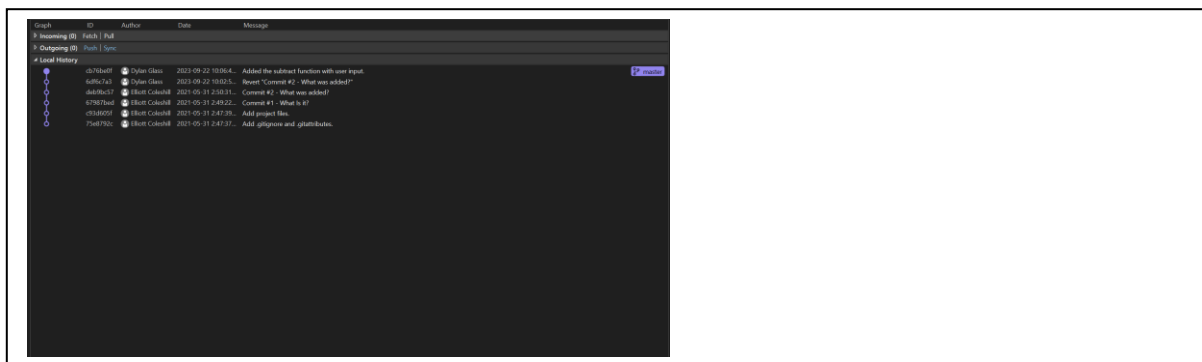 Graph ID Author Date Message
Incoming (0) Fetch | Pull
Outgoing (0) Push | Sync
Local History
cb76be0f Dylan Glass 2023-09-22 10:06:4... Added the subtract function with user input. master
6df6c7a3 Dylan Glass 2023-09-22 10:02:5... Revert "Commit #2 - What was added?"
deb9bc57 Elliott Coleshill 2021-05-31 2:50:31... Commit #2 - What was added?
67987bed Elliott Coleshill 2021-05-31 2:49:22... Commit #1 - What Is it?
c93d605f Elliott Coleshill 2021-05-31 2:47:39... Add project files.
75e8792c Elliott Coleshill 2021-05-31 2:47:37... Add .gitignore and .gitattributes.